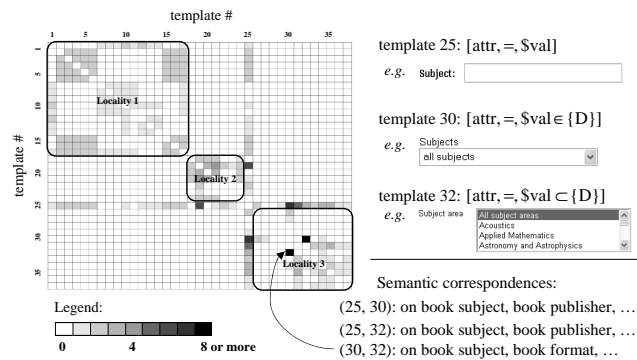 template #
1 5 10 15 20 25 30 35
template #
1
5
10
15
20
25
30
35
Locality 1
Locality 2
Locality 3
Legend:
0 4 8 or more
template 25: [attr, =, $val]
e.g. Subject:
template 30: [attr, =, $val ∈ {D}]
e.g. Subjects
all subjects
template 32: [attr, =, $val ⊂ {D}]
e.g. Subject area
All subject areas
Acoustics
Applied Mathematics
Astronomy and Astrophysics
Semantic correspondences:
(25, 30): on book subject, book publisher, …
(25, 32): on book subject, book publisher, …
(30, 32): on book subject, book format, …